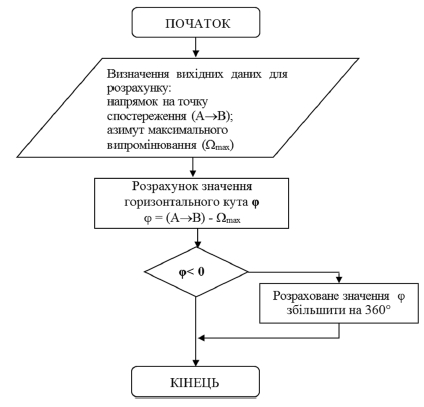 ПОЧАТОК
Визначення вихідних даних для
розрахунку:
напрямок на точку
спостереження (A→B);
азимут максимального
випромінювання (Ωmax)
Розрахунок значення
горизонтального кута φ
φ = (A→B) - Ωmax
φ< 0
Розраховане значення φ
збільшити на 360°
КІНЕЦЬ